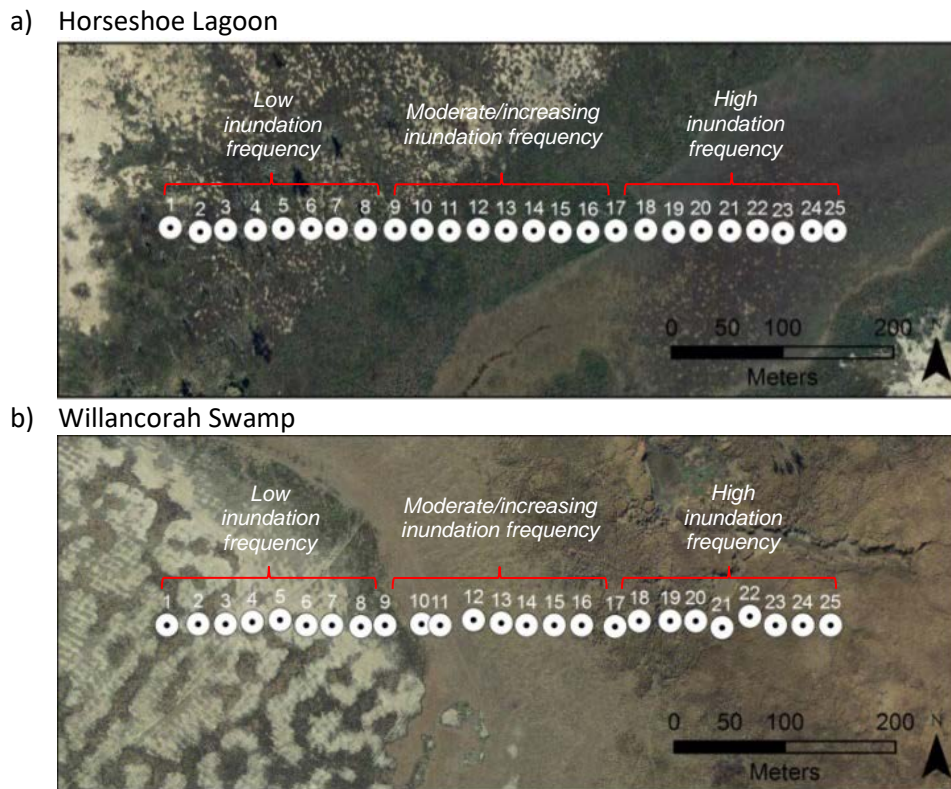 a) Horseshoe Lagoon
Low
inundation
frequency
Moderate/increasing
inundation frequency
High
inundation
frequency
1 2 3 4 5 6 7 8 9 10 11 12 13 14 15 16 17 18 19 20 21 22 23 24 25
0 50 100 200
Meters
N
b) Willancorah Swamp
Low
inundation
frequency
Moderate/increasing
inundation frequency
High
inundation
frequency
1 2 3 4 5 6 7 8 9 10 11 12 13 14 15 16 17 18 19 20 21 22 23 24 25
0 50 100 200
Meters
N